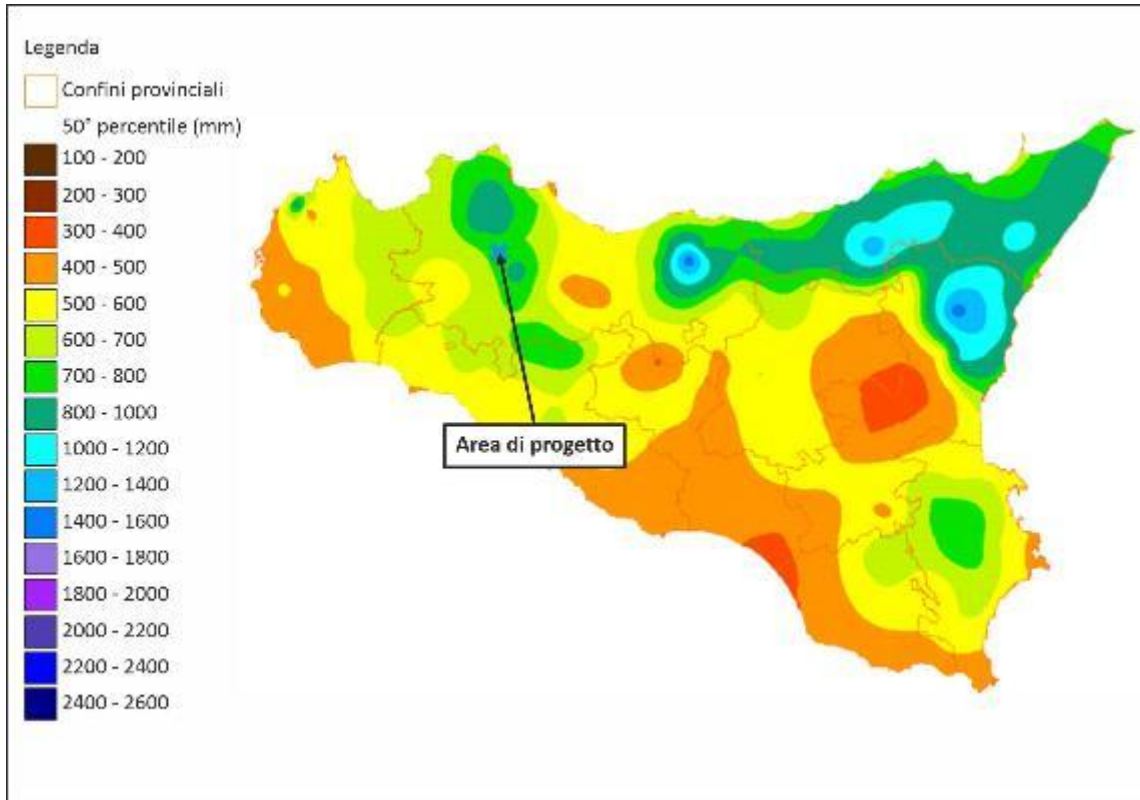 Legenda
Confini provinciali
50° percentile (mm)
100 - 200
200 - 300
300 - 400
400 - 500
500 - 600
600 - 700
700 - 800
800 - 1000
1000 - 1200
1200 - 1400
1400 - 1600
1600 - 1800
1800 - 2000
2000 - 2200
2200 - 2400
2400 - 2600
Area di progetto